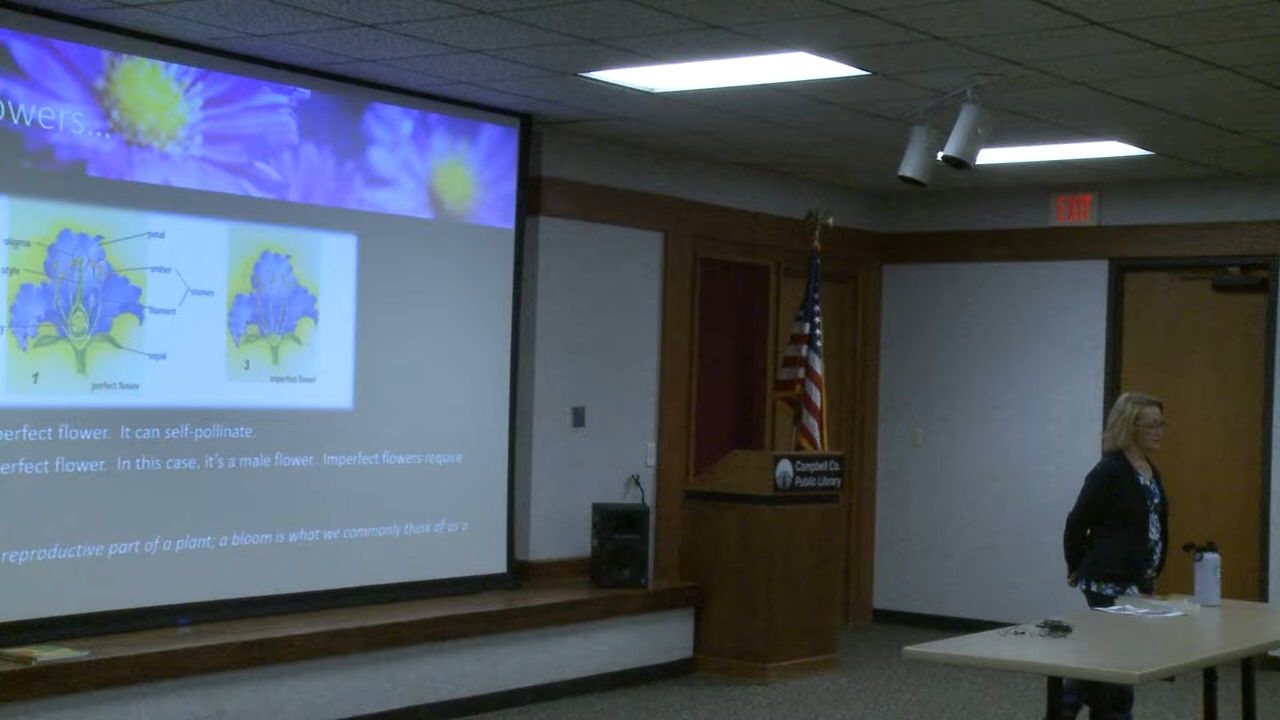 owers...
stigma
petal
style
anther
stamen
filament
y
sepal
1
perfect flower
3
imperfect flower
perfect flower. It can self-pollinate.
erfect flower. In this case, it's a male flower. Imperfect flowers require
reproductive part of a plant; a bloom is what we commonly think of as a
EXIT
Campbell Co.
Public Library